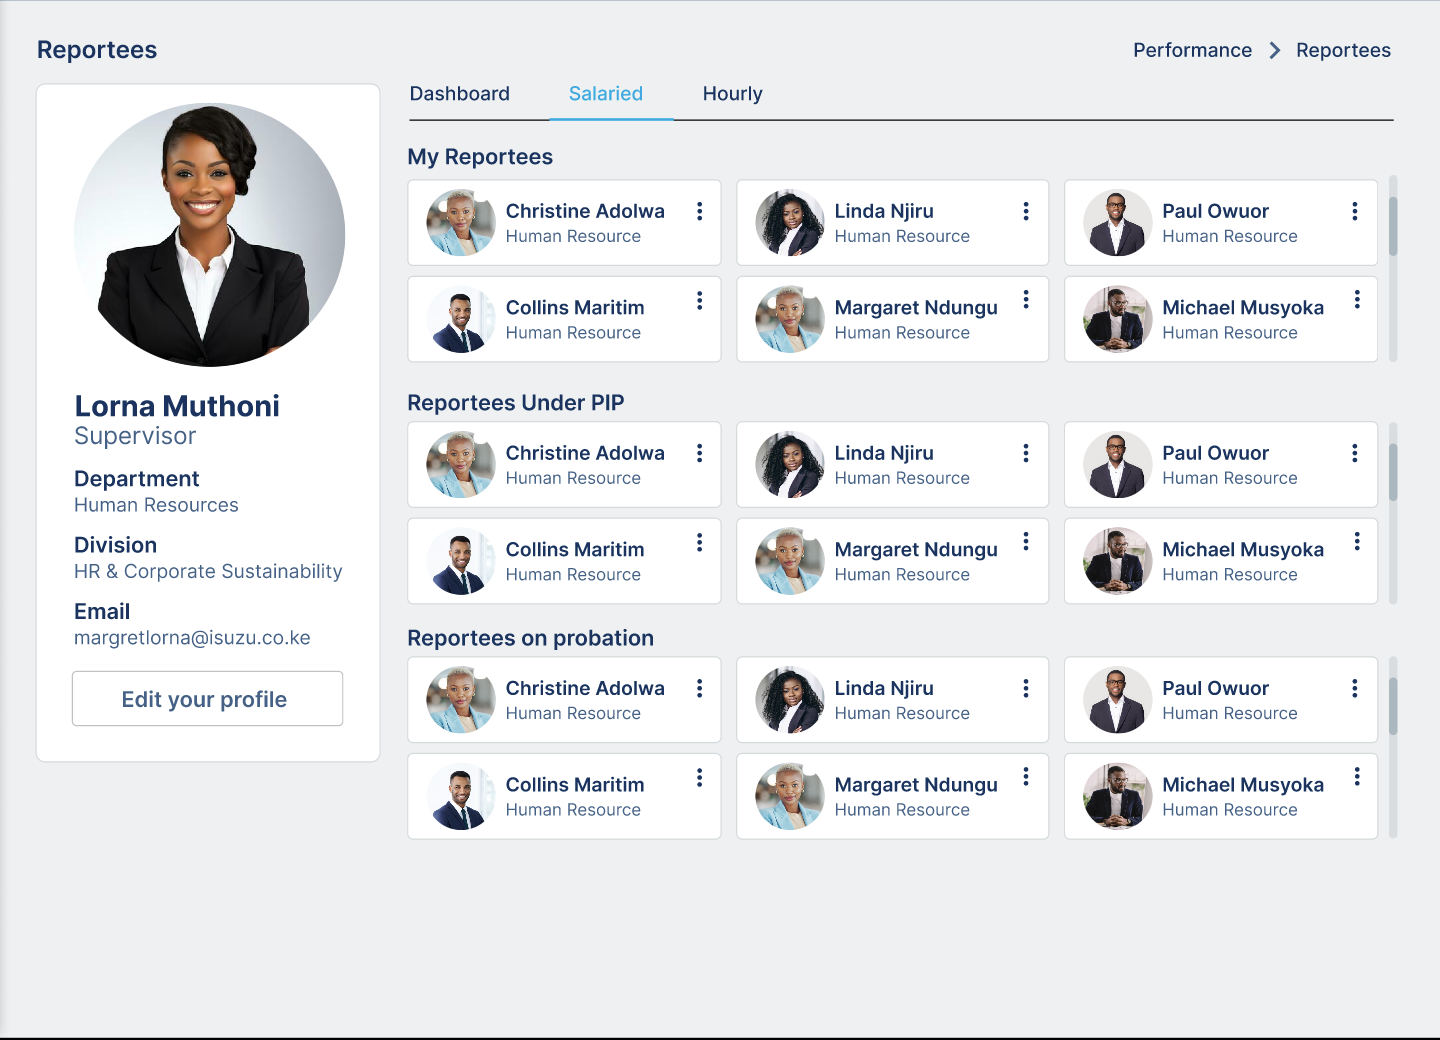 Reportees
Performance > Reportees
Dashboard Salaried Hourly
Lorna Muthoni
Supervisor
Department
Human Resources
Division
HR & Corporate Sustainability
Email
margretlorna@isuzu.co.ke
Edit your profile
My Reportees
Christine Adolwa Linda Njiru Paul Owuor
Human Resource Human Resource Human Resource
Collins Maritim Margaret Ndungu Michael Musyoka
Human Resource Human Resource Human Resource
Reportees Under PIP
Christine Adolwa Linda Njiru Paul Owuor
Human Resource Human Resource Human Resource
Collins Maritim Margaret Ndungu Michael Musyoka
Human Resource Human Resource Human Resource
Reportees on probation
Christine Adolwa Linda Njiru Paul Owuor
Human Resource Human Resource Human Resource
Collins Maritim Margaret Ndungu Michael Musyoka
Human Resource Human Resource Human Resource